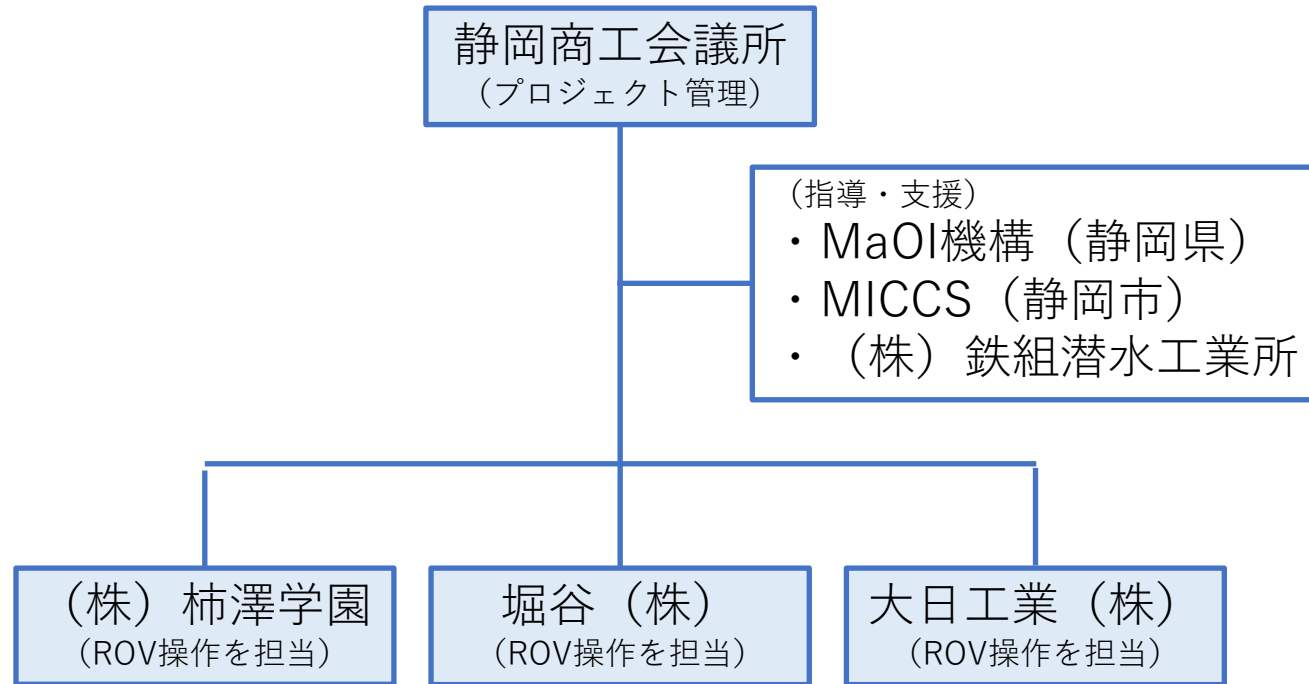 静岡商工会議所
（プロジェクト管理）
（指導・支援）
・MaOI機構（静岡県）
・MICCS（静岡市）
・（株）鉄組潜水工業所
（株）柿澤学園
（ROV操作を担当）
堀谷（株）
（ROV操作を担当）
大日工業（株）
（ROV操作を担当）